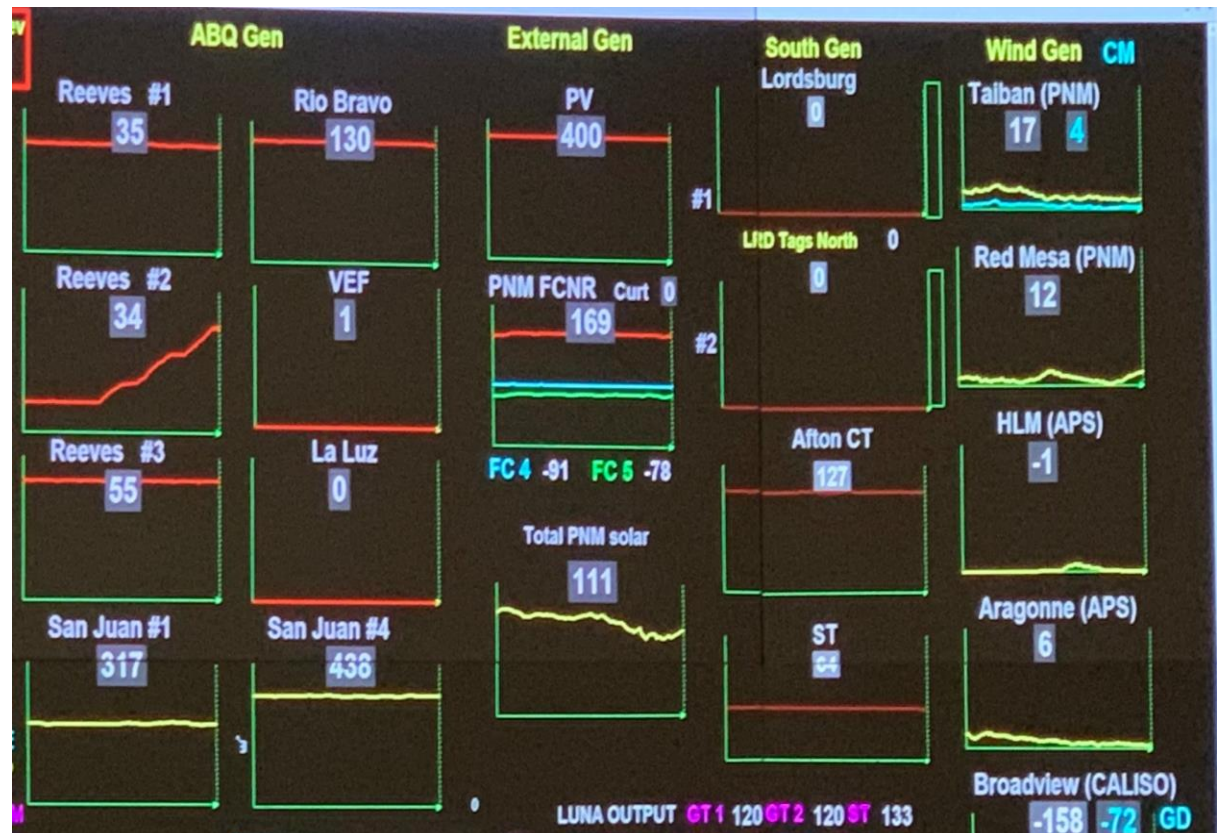 ABQ Gen
Reeves #1
35
Rio Bravo
130
Reeves #2
34
VEF
1
Reeves #3
55
La Luz
0
San Juan #1
317
San Juan #4
438
External Gen
PV
400
PNM FCNR Curt 0
169
FC 4 -91 FC 5 -78
Total PNM solar
111
0
South Gen
Lordsburg
0
#1
LRD Tags North 0
0
#2
Afton CT
127
ST
Wind Gen CM
Taiban (PNM)
17 4
Red Mesa (PNM)
12
HLM (APS)
-1
Aragonne (APS)
6
Broadview (CALISO)
-158 -72 GD
LUNA OUTPUT GT 1 120 GT 2 120 ST 133